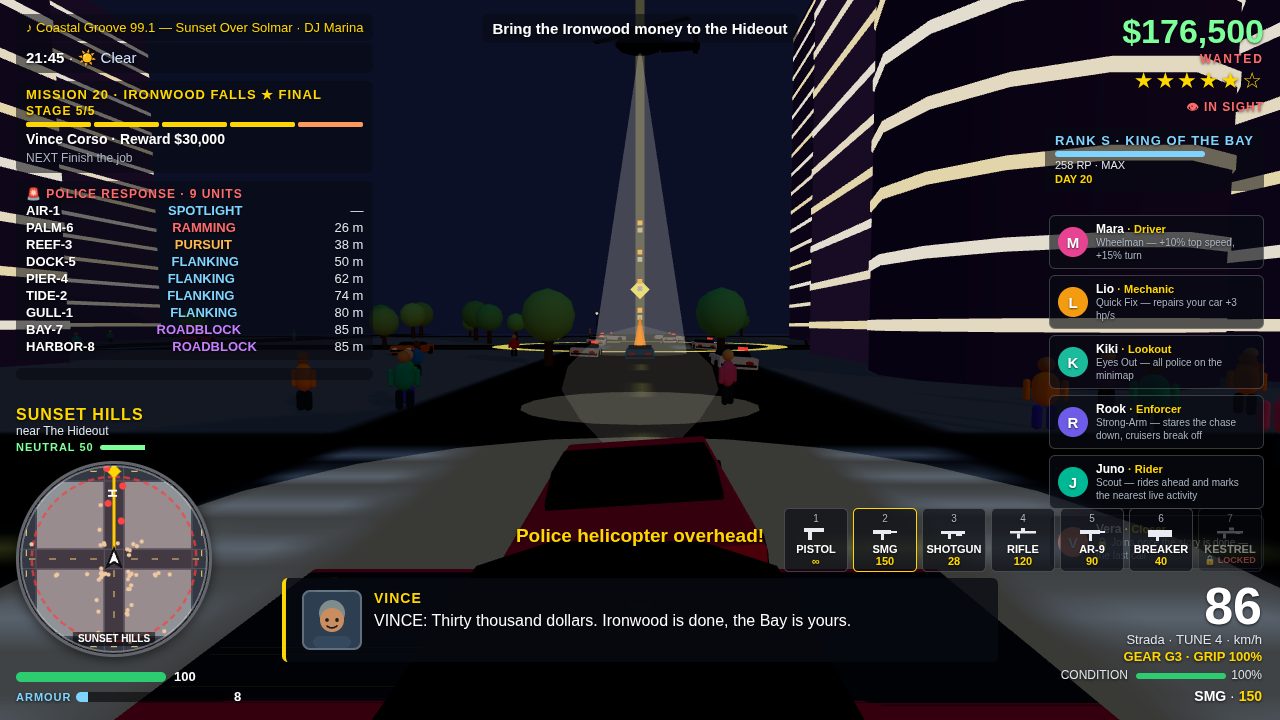 ♪ Coastal Groove 99.1 — Sunset Over Solmar · DJ Marina
21:45 · ☀️ Clear
MISSION 20 · IRONWOOD FALLS ★ FINAL
STAGE 5/5
Vince Corso · Reward $30,000
NEXT Finish the job
🚨 POLICE RESPONSE · 9 UNITS
AIR-1 SPOTLIGHT —
PALM-6 RAMMING 26 m
REEF-3 PURSUIT 38 m
DOCK-5 FLANKING 50 m
PIER-4 FLANKING 62 m
TIDE-2 FLANKING 74 m
GULL-1 FLANKING 80 m
BAY-7 ROADBLOCK 85 m
HARBOR-8 ROADBLOCK 85 m
SUNSET HILLS
near The Hideout
NEUTRAL 50
H
SUNSET HILLS
100
ARMOUR 8
Bring the Ironwood money to the Hideout
Police helicopter overhead!
VINCE
VINCE: Thirty thousand dollars. Ironwood is done, the Bay is yours.
$176,500
WANTED
★★★★★☆
👁 IN SIGHT
RANK S · KING OF THE BAY
258 RP · MAX
DAY 20
M
Mara · Driver
Wheelman — +10% top speed,
+15% turn
L
Lio · Mechanic
Quick Fix — repairs your car +3
hp/s
K
Kiki · Lookout
Eyes Out — all police on the
minimap
R
Rook · Enforcer
Strong-Arm — stares the chase
down, cruisers break off
J
Juno · Rider
Scout — rides ahead and marks
the nearest live activity
V
Vera · Closer
1 PISTOL ∞
2 SMG 150
3 SHOTGUN 28
4 RIFLE 120
5 AR-9 90
6 BREAKER 40
7 KESTREL 🔒 LOCKED
86
Strada · TUNE 4 · km/h
GEAR G3 · GRIP 100%
CONDITION 100%
SMG · 150